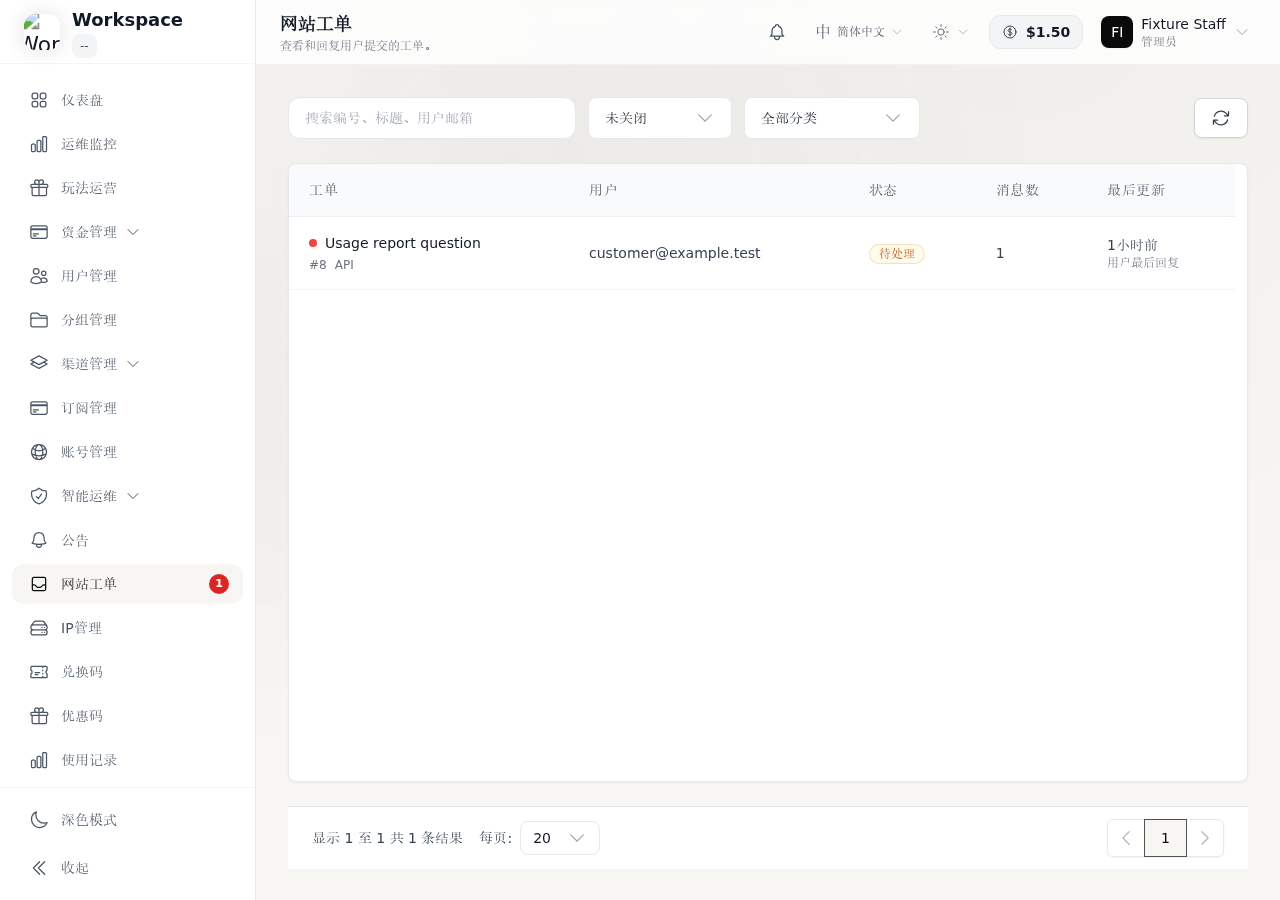 Wor
Workspace
--
仪表盘
运维监控
玩法运营
资金管理
用户管理
分组管理
渠道管理
订阅管理
账号管理
智能运维
公告
网站工单 1
IP管理
兑换码
优惠码
使用记录
深色模式
收起
网站工单
查看和回复用户提交的工单。
中 简体中文
$1.50
FI
Fixture Staff
管理员
搜索编号、标题、用户邮箱
未关闭
全部分类
工单 用户 状态 消息数 最后更新
Usage report question
#8 API
customer@example.test
待处理
1
1小时前
用户最后回复
显示 1 至 1 共 1 条结果 每页: 20
1